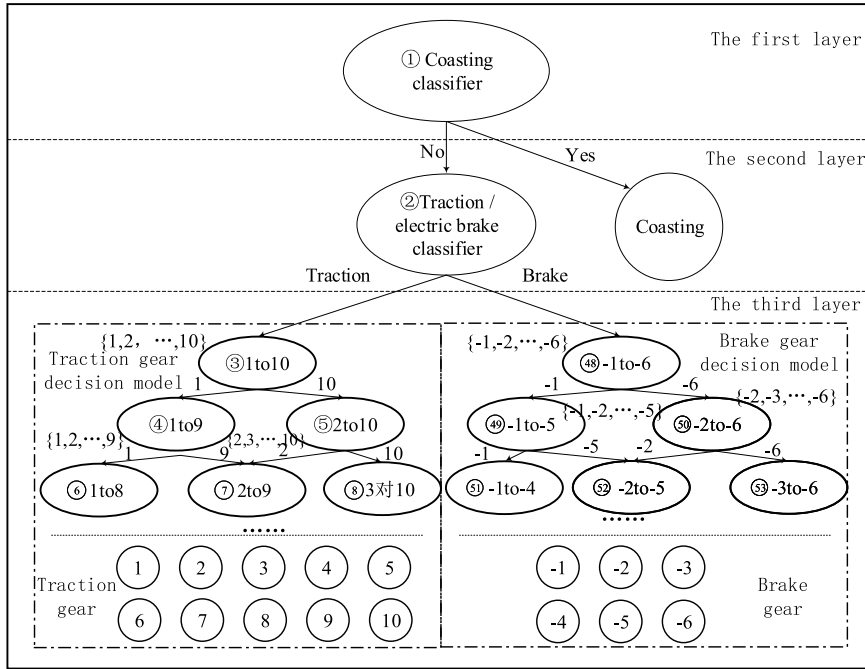 The first layer
① Coasting
classifier
No
Yes
The second layer
②Traction /
electric brake
classifier
Coasting
Traction
Brake
The third layer
{1,2, ⋯,10}
Traction gear
decision model
③1to10
1
10
④1to9
⑤2to10
{1,2,⋯,9}
{2,3,⋯,10}
1
9
2
10
⑥ 1to8
⑦ 2to9
⑧ 3对10
⋯⋯
Traction
gear
1
2
3
4
5
6
7
8
9
10
{-1,-2,⋯,-6}
Brake gear
decision model
㊽ -1to-6
-1
-6
{-2,-3,⋯,-6}
㊾ -1to-5
{-1,-2,⋯,-5}
㊿ -2to-6
-1
-5
-2
-6
(51) -1to-4
(52) -2to-5
(53) -3to-6
⋯⋯
-1
-2
-3
Brake
gear
-4
-5
-6